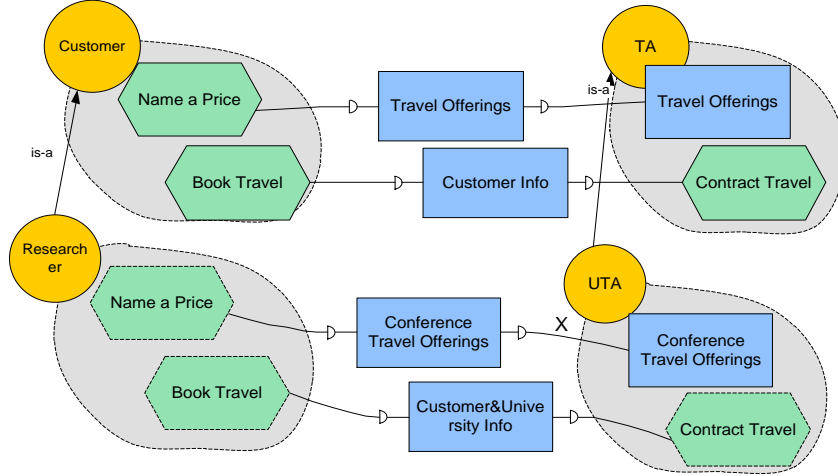 Customer
TA
Name a Price
Travel Offerings
is-a
Travel Offerings
is-a
Book Travel
Customer Info
Contract Travel
Research
er
UTA
Name a Price
Conference
Travel Offerings
X
Conference
Travel Offerings
Book Travel
Customer&Unive
rsity Info
Contract Travel